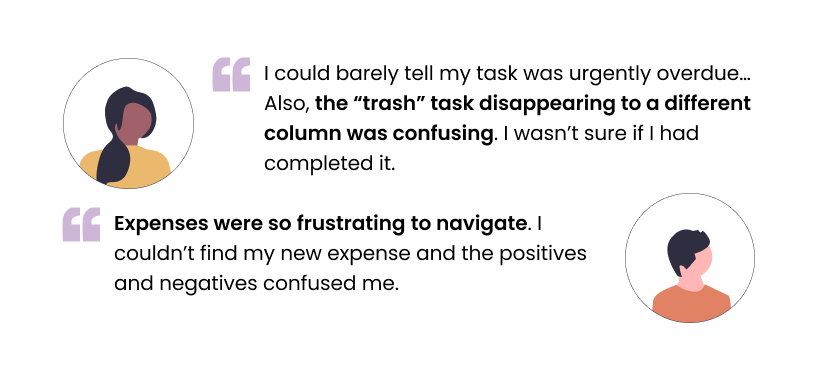 I could barely tell my task was urgently overdue...
Also, the “trash” task disappearing to a different
column was confusing. I wasn’t sure if I had
completed it.
Expenses were so frustrating to navigate. I
couldn’t find my new expense and the positives
and negatives confused me.